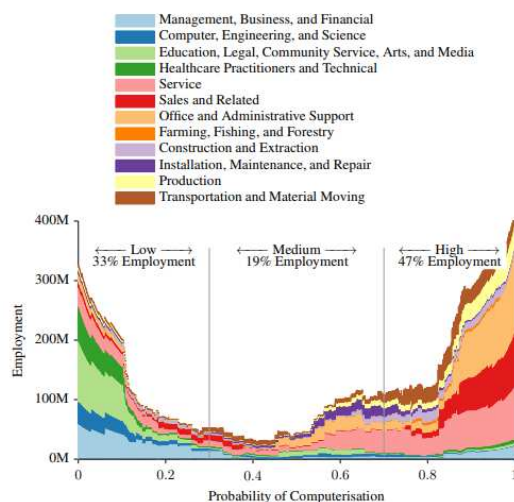 Management, Business, and Financial
Computer, Engineering, and Science
Education, Legal, Community Service, Arts, and Media
Healthcare Practitioners and Technical
Service
Sales and Related
Office and Administrative Support
Farming, Fishing, and Forestry
Construction and Extraction
Installation, Maintenance, and Repair
Production
Transportation and Material Moving
400M
←— Low —→
33% Employment
←— Medium —→
19% Employment
←— High —→
47% Employment
300M
200M
100M
0M
Employment
0
0.2
0.4
0.6
0.8
1
Probability of Computerisation